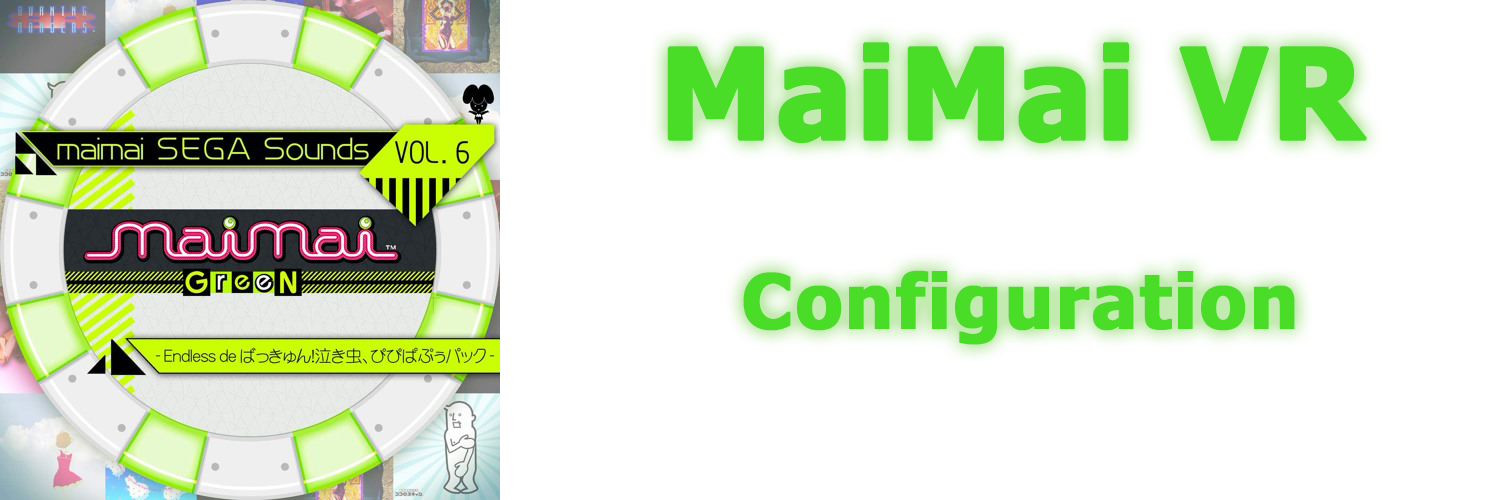 BURNING
RANGERS
maimai SEGA Sounds
VOL. 6
maimai™
GreeN
- Endless de ばっきゅん!泣き虫、ぴぴぱぷぅパック -
MaiMai VR
Configuration